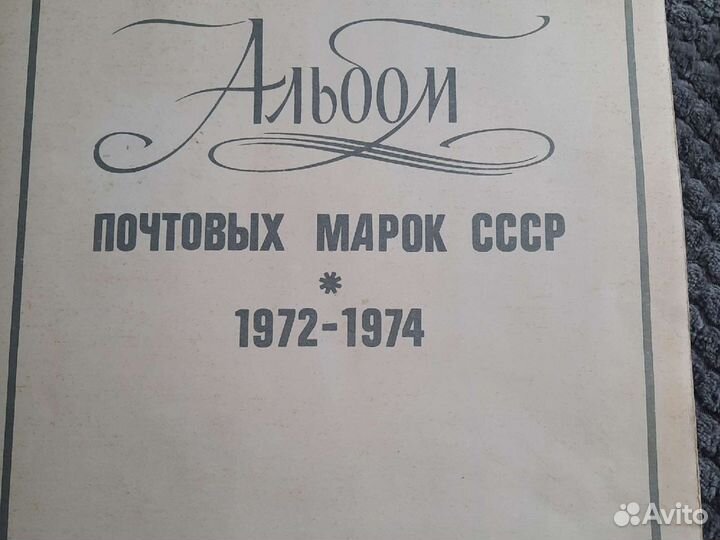 Альбом
ПОЧТОВЫХ МАРОК СССР
*
1972-1974
Avito